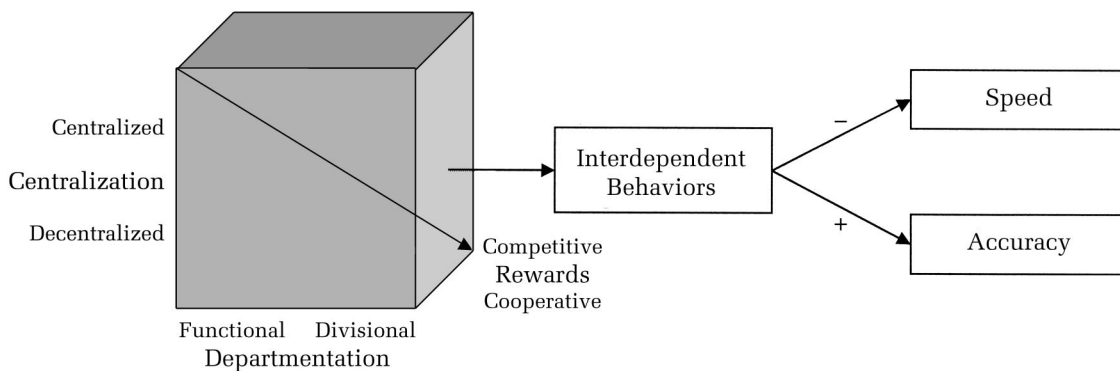 Centralized
Centralization
Decentralized
Functional Divisional
Departmentation
Competitive
Rewards
Cooperative
Interdependent
Behaviors
−
+
Speed
Accuracy